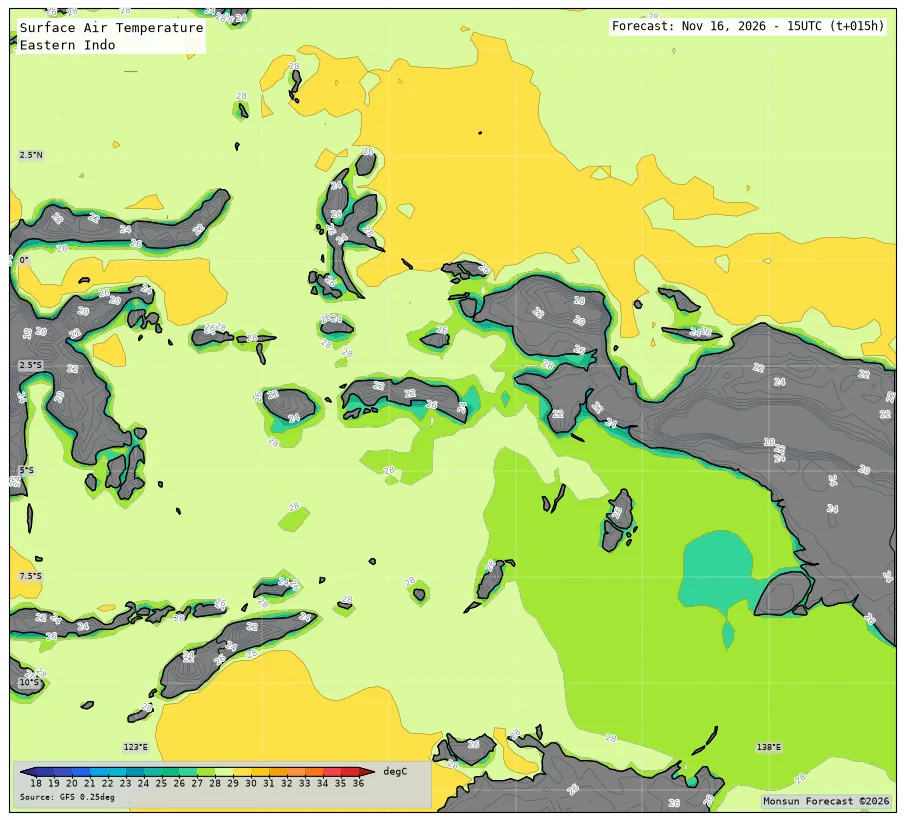 Surface Air Temperature
Eastern Indo
Forecast: Nov 16, 2026 - 15UTC (t+015h)
2.5°N
0°
2.5°S
5°S
7.5°S
10°S
123°E
138°E
18 19 20 21 22 23 24 25 26 27 28 29 30 31 32 33 34 35 36
degC
Source: GFS 0.25deg
Monsun Forecast ©2026